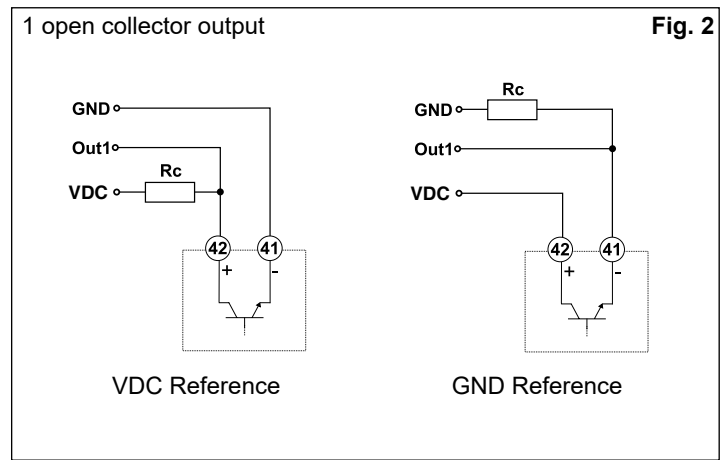 1 open collector output Fig. 2
GND
Out1
Rc
VDC
42 41
+ -
VDC Reference
Rc
GND
Out1
VDC
42 41
+ -
GND Reference